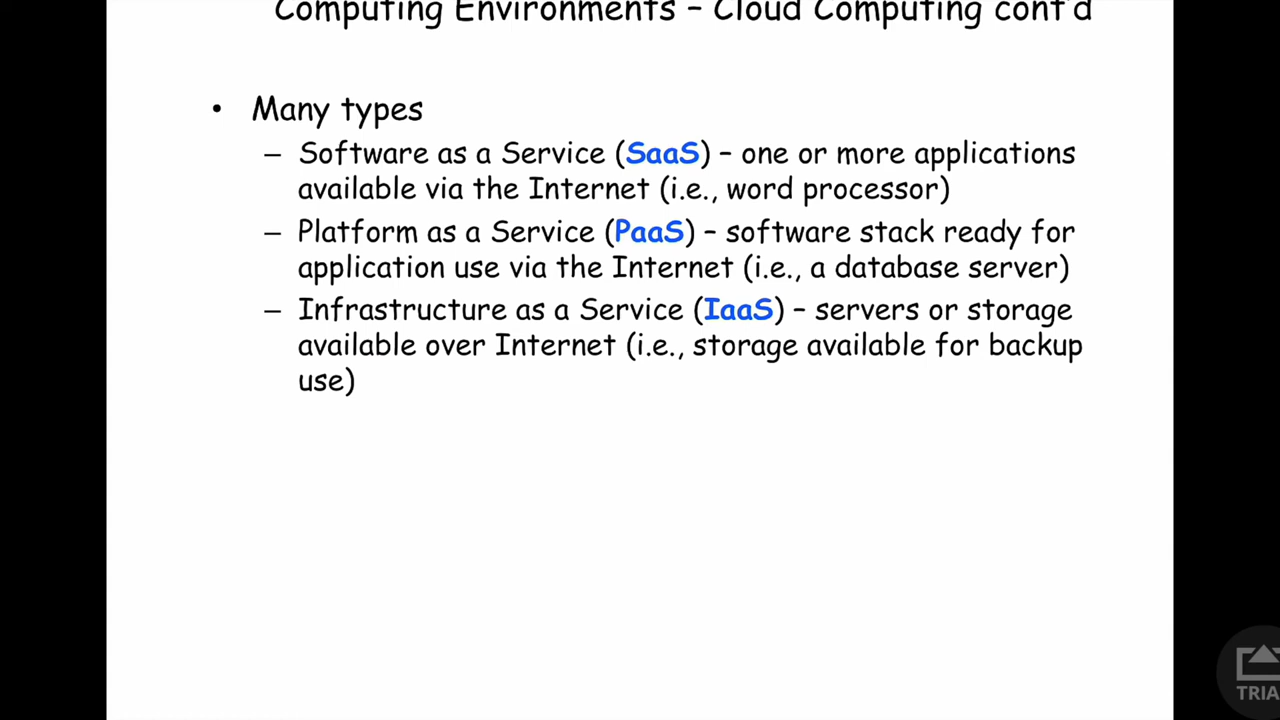 Computing Environments – Cloud Computing cont'd
• Many types
– Software as a Service (SaaS) – one or more applications
available via the Internet (i.e., word processor)
– Platform as a Service (PaaS) – software stack ready for
application use via the Internet (i.e., a database server)
– Infrastructure as a Service (IaaS) – servers or storage
available over Internet (i.e., storage available for backup
use)
TRIA